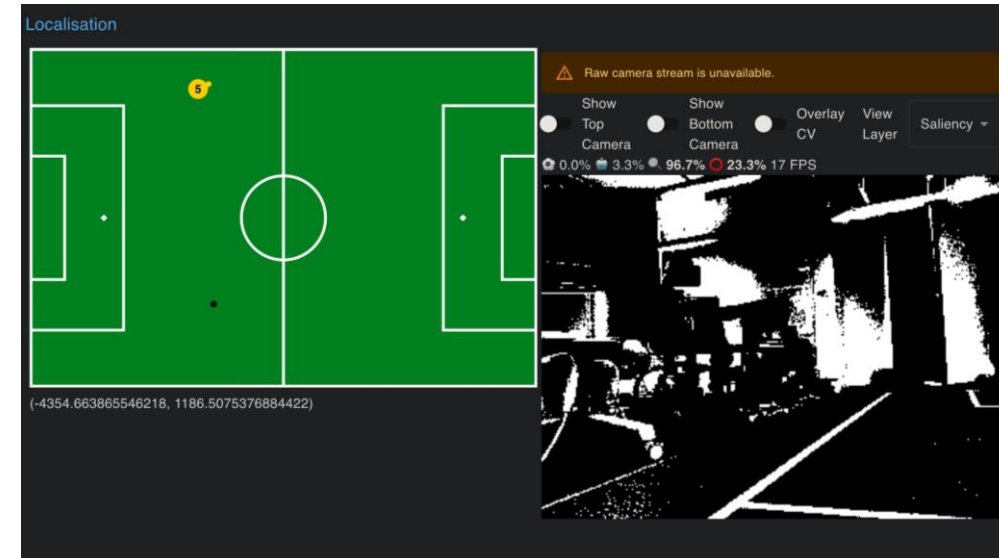 Localisation
5
(-4354.663865546218, 1186.5075376884422)
Raw camera stream is unavailable.
Show Top Camera
Show Bottom Camera
Overlay CV
View Layer
Saliency
0.0% 3.3% 96.7% 23.3% 17 FPS